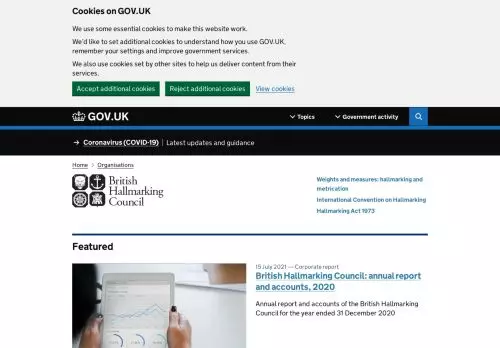 Cookies on GOV.UK
We use some essential cookies to make this website work.
We'd like to set additional cookies to understand how you use GOV.UK,
remember your settings and improve government services.
We also use cookies set by other sites to help us deliver content from their
services.
Accept additional cookies
Reject additional cookies
View cookies
GOV.UK
Topics
Government activity
→ Coronavirus (COVID-19) | Latest updates and guidance
Home > Organisations
British
Hallmarking
Council
Weights and measures: hallmarking and
metrication
International Convention on Hallmarking
Hallmarking Act 1973
Featured
15 July 2021 — Corporate report
British Hallmarking Council: annual report
and accounts, 2020
Annual report and accounts of the British Hallmarking
Council for the year ended 31 December 2020